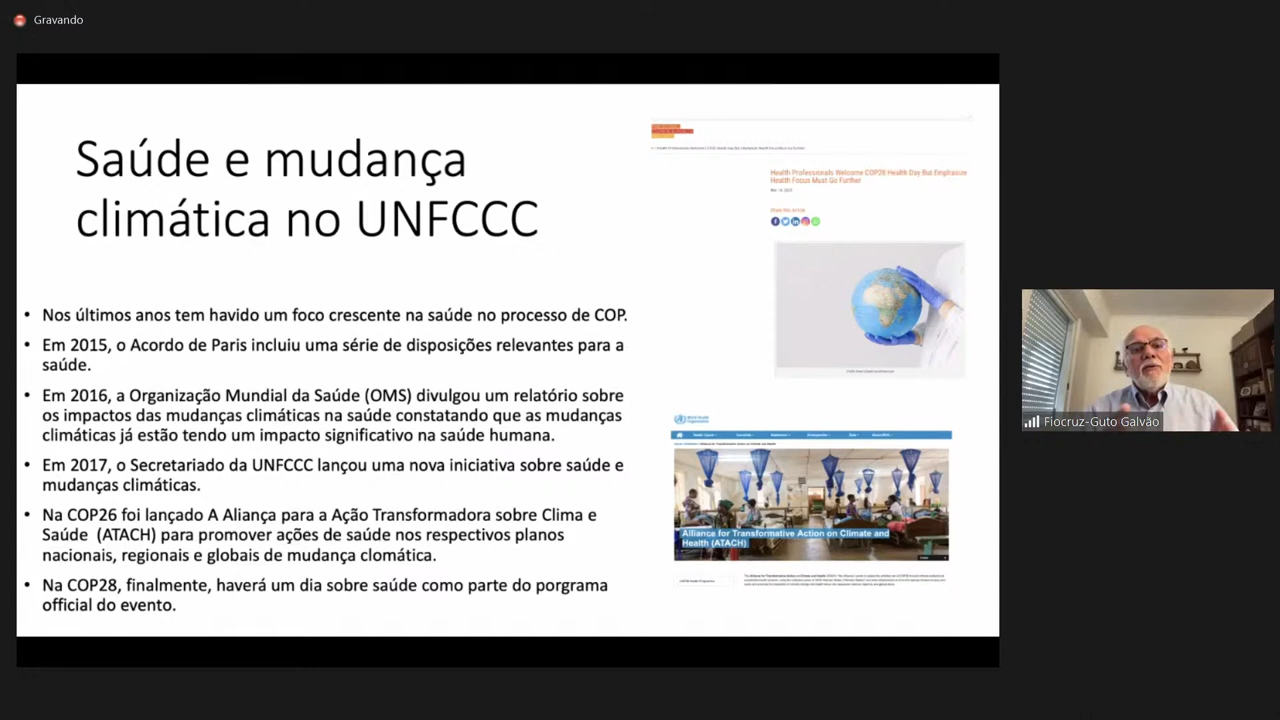 Gravando
Saúde e mudança
climática no UNFCCC
• Nos últimos anos tem havido um foco crescente na saúde no processo de COP.
• Em 2015, o Acordo de Paris incluiu uma série de disposições relevantes para a
saúde.
• Em 2016, a Organização Mundial da Saúde (OMS) divulgou um relatório sobre
os impactos das mudanças climáticas na saúde constatando que as mudanças
climáticas já estão tendo um impacto significativo na saúde humana.
• Em 2017, o Secretariado da UNFCCC lançou uma nova iniciativa sobre saúde e
mudanças climáticas.
• Na COP26 foi lançado A Aliança para a Ação Transformadora sobre Clima e
Saúde (ATACH) para promover ações de saúde nos respectivos planos
nacionais, regionais e globais de mudança clomática.
um dia sobre saúde como parte do porgrama
official do evento.
Health Professionals Welcome COP28 Health Day But Emphasize
Health Focus Must Go Further
World Health
Organization
Alliance for Transformative Action on Climate and
Health (ATACH)
Fiocruz-Guto Galvão